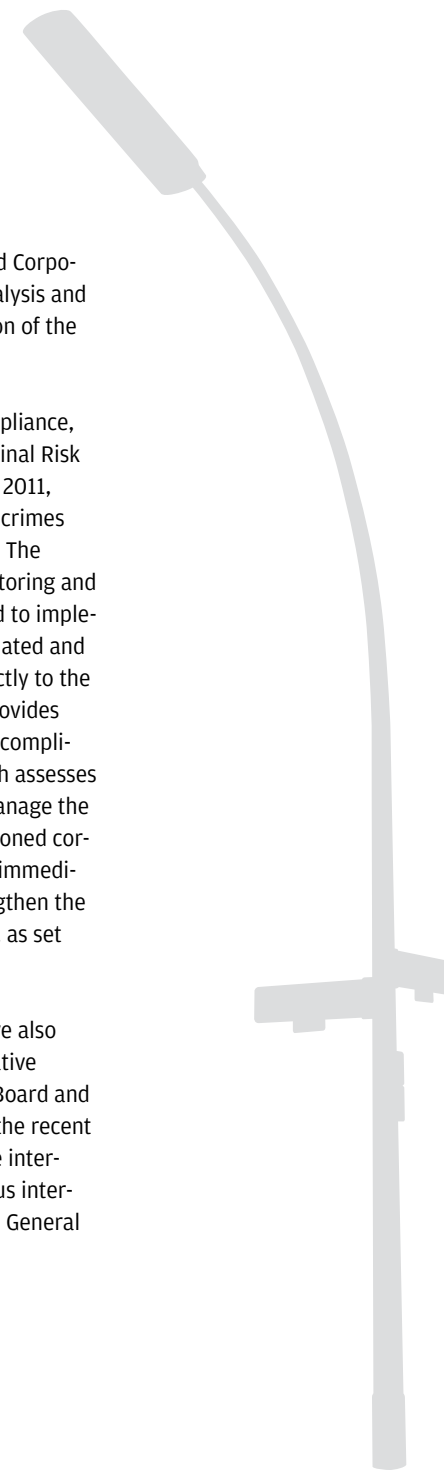 d Corpo-
alysis and
on of the
pliance,
inal Risk
2011,
crimes
The
toring and
d to imple-
ated and
ctly to the
ovides
compli-
h assesses
anage the
oned cor-
immedi-
gthen the
as set
e also
tive
Board and
the recent
e inter-
us inter-
General